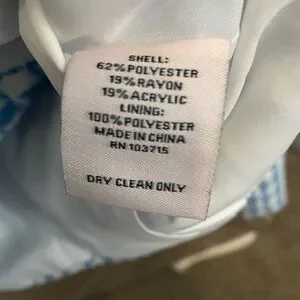 SHELL:
62% POLYESTER
19% RAYON
19% ACRYLIC
LINING:
100% POLYESTER
MADE IN CHINA
RN 103715
DRY CLEAN ONLY